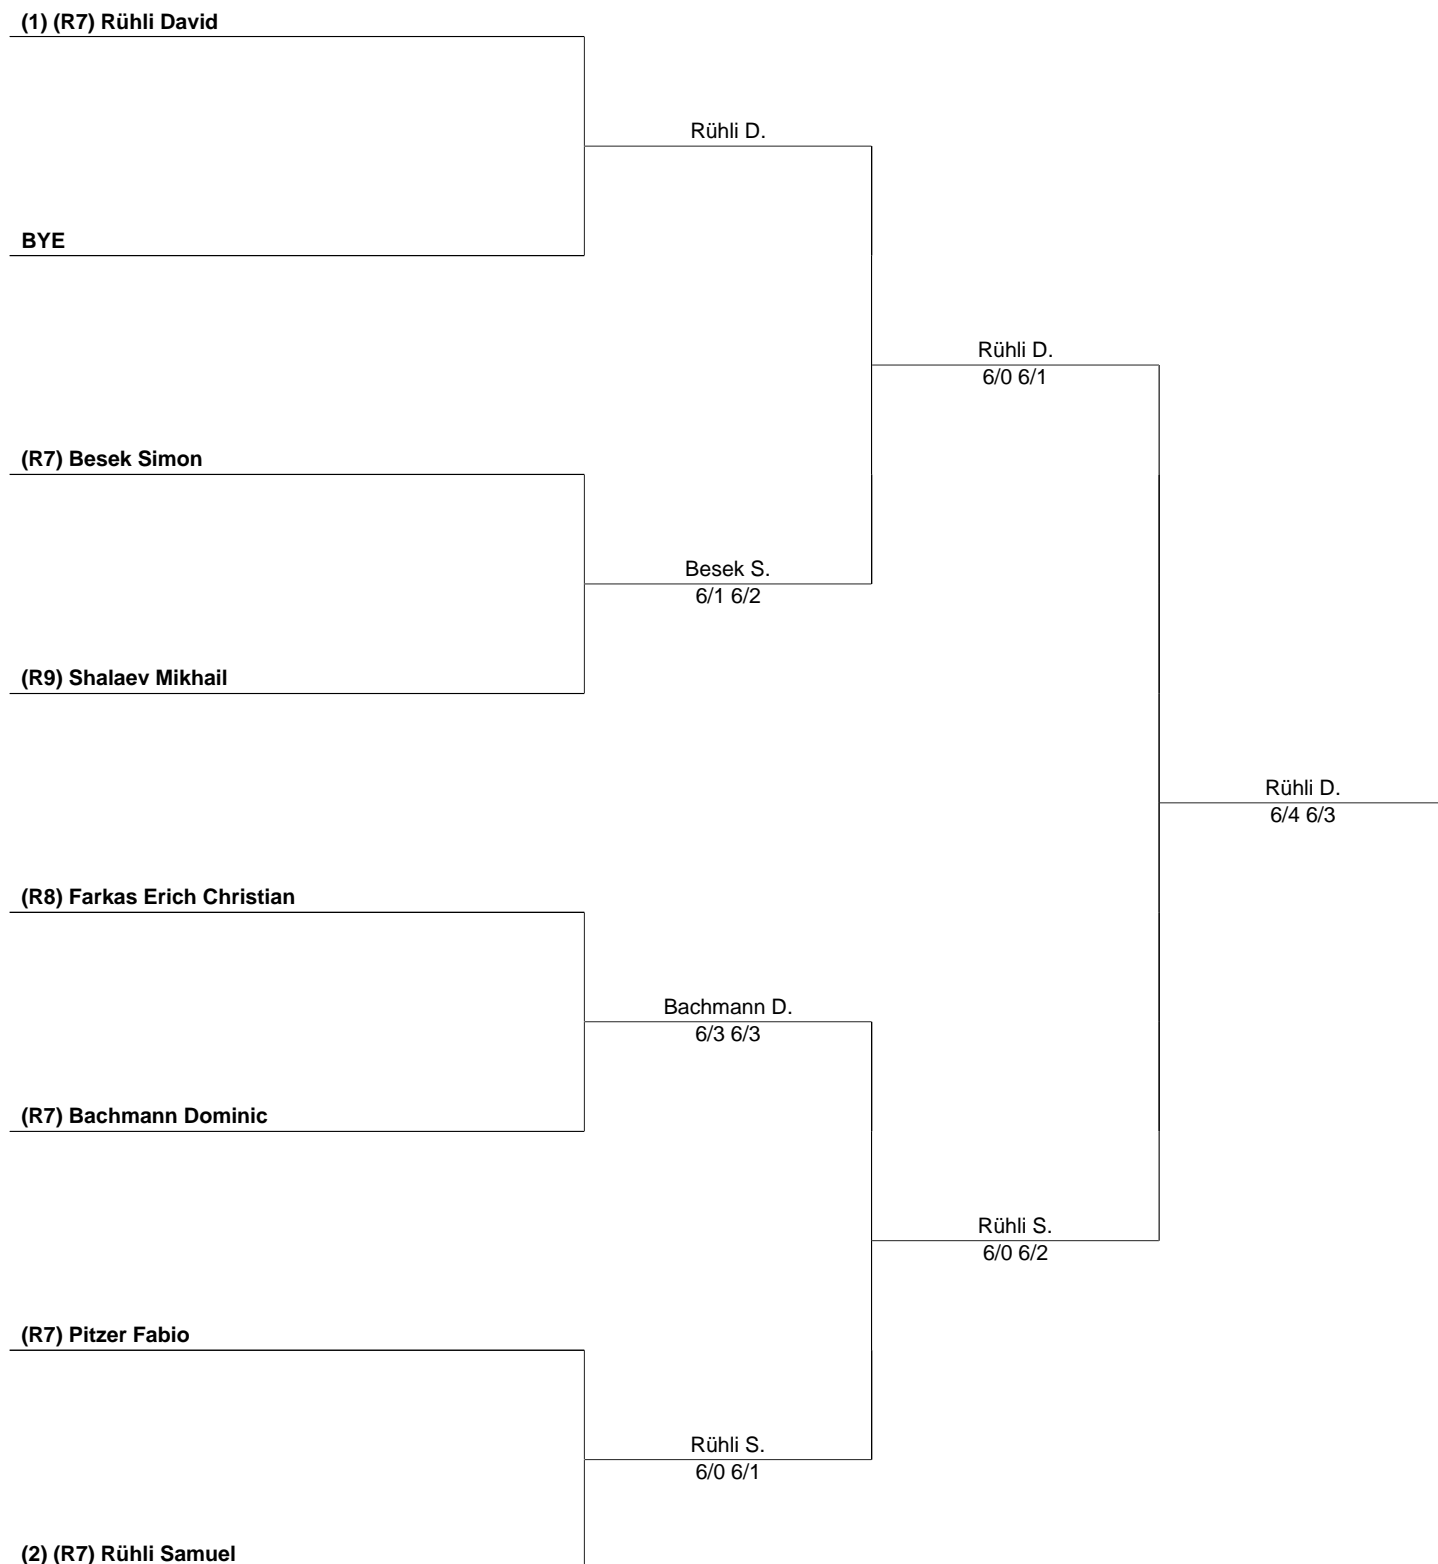 (1) (R7) Rühli David
Rühli D.
BYE
Rühli D.
6/0 6/1
(R7) Besek Simon
Besek S.
6/1 6/2
(R9) Shalaev Mikhail
Rühli D.
6/4 6/3
(R8) Farkas Erich Christian
Bachmann D.
6/3 6/3
(R7) Bachmann Dominic
Rühli S.
6/0 6/2
(R7) Pitzer Fabio
Rühli S.
6/0 6/1
(2) (R7) Rühli Samuel